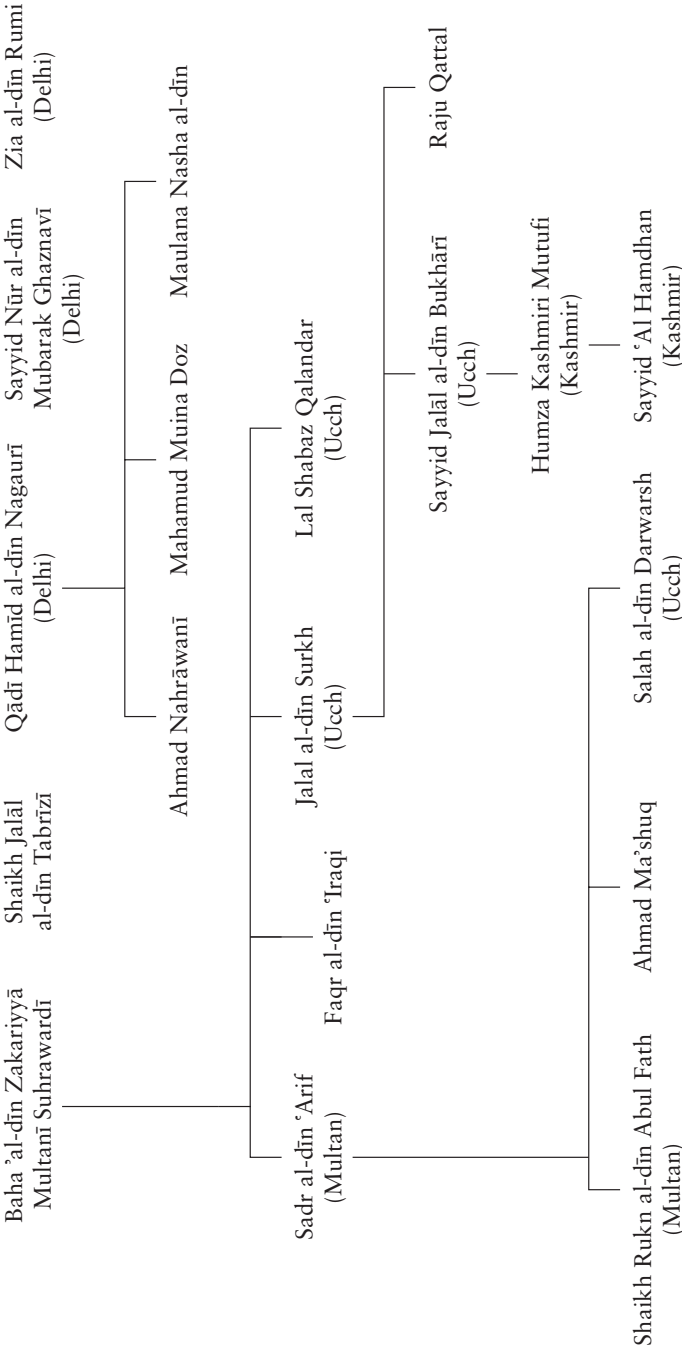 Baha ʾal-dīn Zakariyyā
Multanī Suhrawardī
Shaikh Jalāl
al-dīn Tabrīzī
Qādī Hamīd al-dīn Nagaurī
(Delhi)
Sayyid Nūr al-dīn
Mubarak Ghaznavī
(Delhi)
Zia al-dīn Rumi
(Delhi)
Ahmad Nahrāwanī
Mahamud Muina Doz
Maulana Nasha al-dīn
Sadr al-dīn ʿArif
(Multan)
Faqr al-dīn ʿIraqi
Jalal al-dīn Surkh
(Ucch)
Lal Shabaz Qalandar
(Ucch)
Sayyid Jalāl al-dīn Bukhārī
(Ucch)
Raju Qattal
Humza Kashmiri Mutufi
(Kashmir)
Shaikh Rukn al-dīn Abul Fath
(Multan)
Ahmad Ma’shuq
Salah al-dīn Darwarsh
(Ucch)
Sayyid ʿAl Hamdhan
(Kashmir)